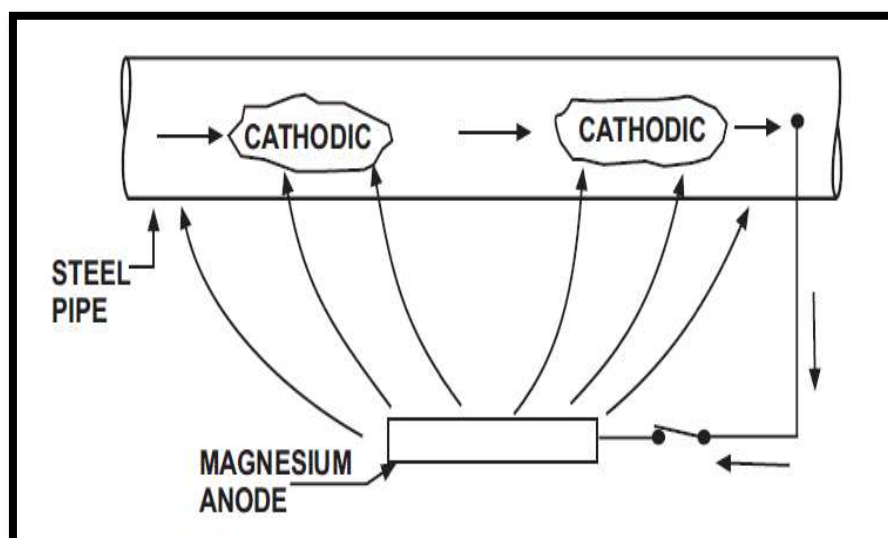 CATHODIC
CATHODIC
STEEL
PIPE
MAGNESIUM
ANODE